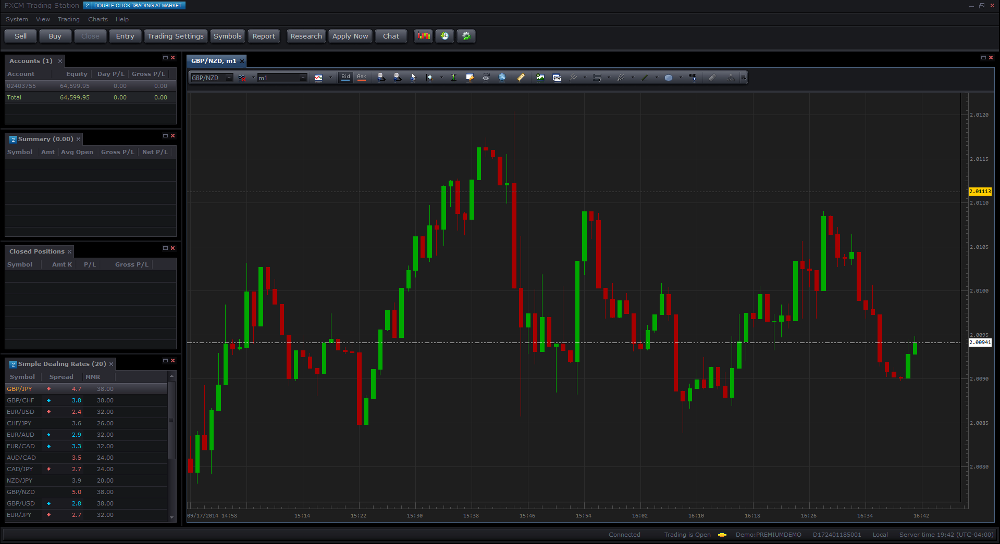 FXCM Trading Station 2 DOUBLE CLICK TRADING AT MARKET
System View Trading Charts Help
Sell Buy Close Entry Trading Settings Symbols Report Research Apply Now Chat
Accounts (1)
Account Equity Day P/L Gross P/L
02403755 64,599.95 0.00 0.00
Total 64,599.95 0.00 0.00
2 Summary (0.00)
Symbol Amt Avg Open Gross P/L Net P/L
Closed Positions
Symbol Amt K P/L Gross P/L
2 Simple Dealing Rates (20)
Symbol Spread MMR
GBP/JPY 4.7 38.00
GBP/CHF 3.8 38.00
EUR/USD 2.4 32.00
CHF/JPY 3.6 26.00
EUR/AUD 2.9 32.00
EUR/CAD 3.3 32.00
AUD/CAD 3.5 24.00
CAD/JPY 2.7 24.00
NZD/JPY 3.9 20.00
GBP/NZD 5.0 38.00
GBP/USD 2.8 38.00
EUR/JPY 2.7 32.00
GBP/NZD, m1
GBP/NZD m1 Bid Ask ABC
2.0120
2.0115
2.01113
2.0110
2.0105
2.0100
2.0095
2.00941
2.0090
2.0085
2.0080
09/17/2014 14:58 15:14 15:22 15:30 15:38 15:46 15:54 16:02 16:10 16:18 16:26 16:34 16:42
Connected Trading is Open Demo:PREMIUMDEMO D172401185001 Local Server time 19:42 (UTC-04:00)